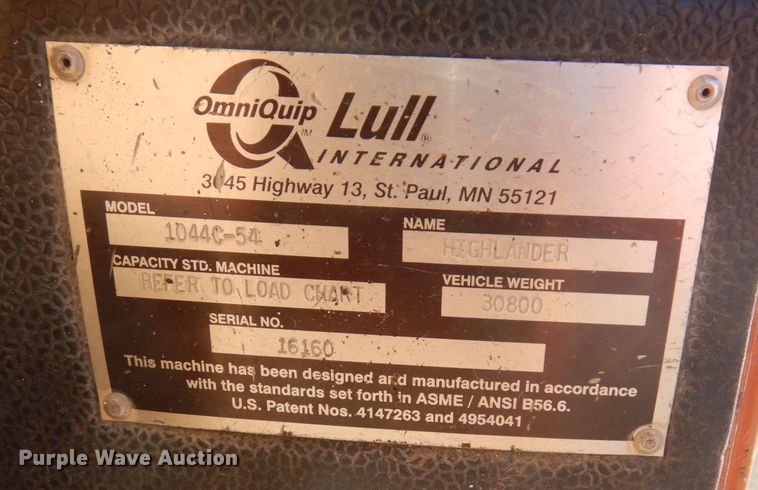 OmniQuip TM Lull ®
INTERNATIONAL
3045 Highway 13, St. Paul, MN 55121
MODEL NAME
1044C-54 HIGHLANDER
CAPACITY STD. MACHINE VEHICLE WEIGHT
REFER TO LOAD CHART 30800
SERIAL NO.
16160
This machine has been designed and manufactured in accordance
with the standards set forth in ASME / ANSI B56.6.
U.S. Patent Nos. 4147263 and 4954041
Purple Wave Auction